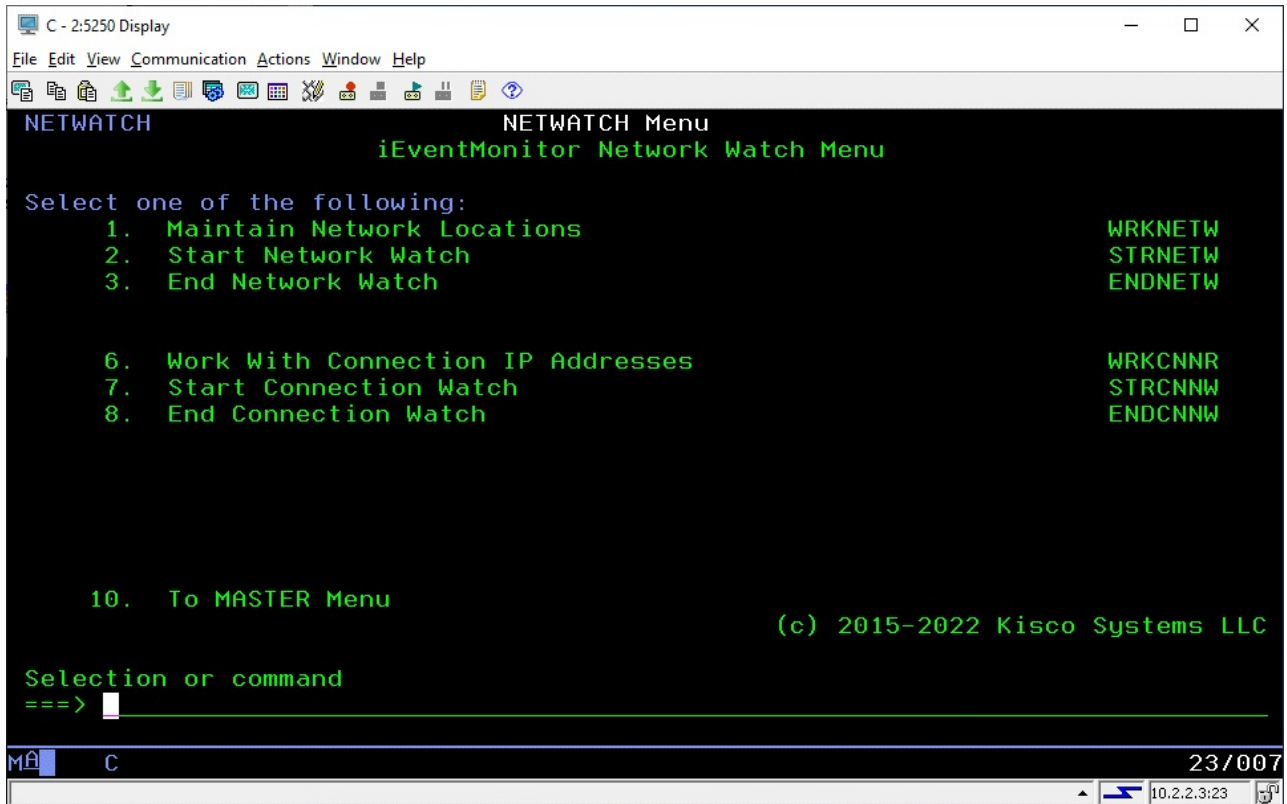 C - 2:5250 Display
File Edit View Communication Actions Window Help
NETWATCH NETWATCH Menu
iEventMonitor Network Watch Menu
Select one of the following:
1. Maintain Network Locations WRKNETW
2. Start Network Watch STRNETW
3. End Network Watch ENDNETW
6. Work With Connection IP Addresses WRKCNNR
7. Start Connection Watch STRCNNW
8. End Connection Watch ENDCNNW
10. To MASTER Menu
(c) 2015-2022 Kisco Systems LLC
Selection or command
===>
MA C 23/007
10.2.2.3:23